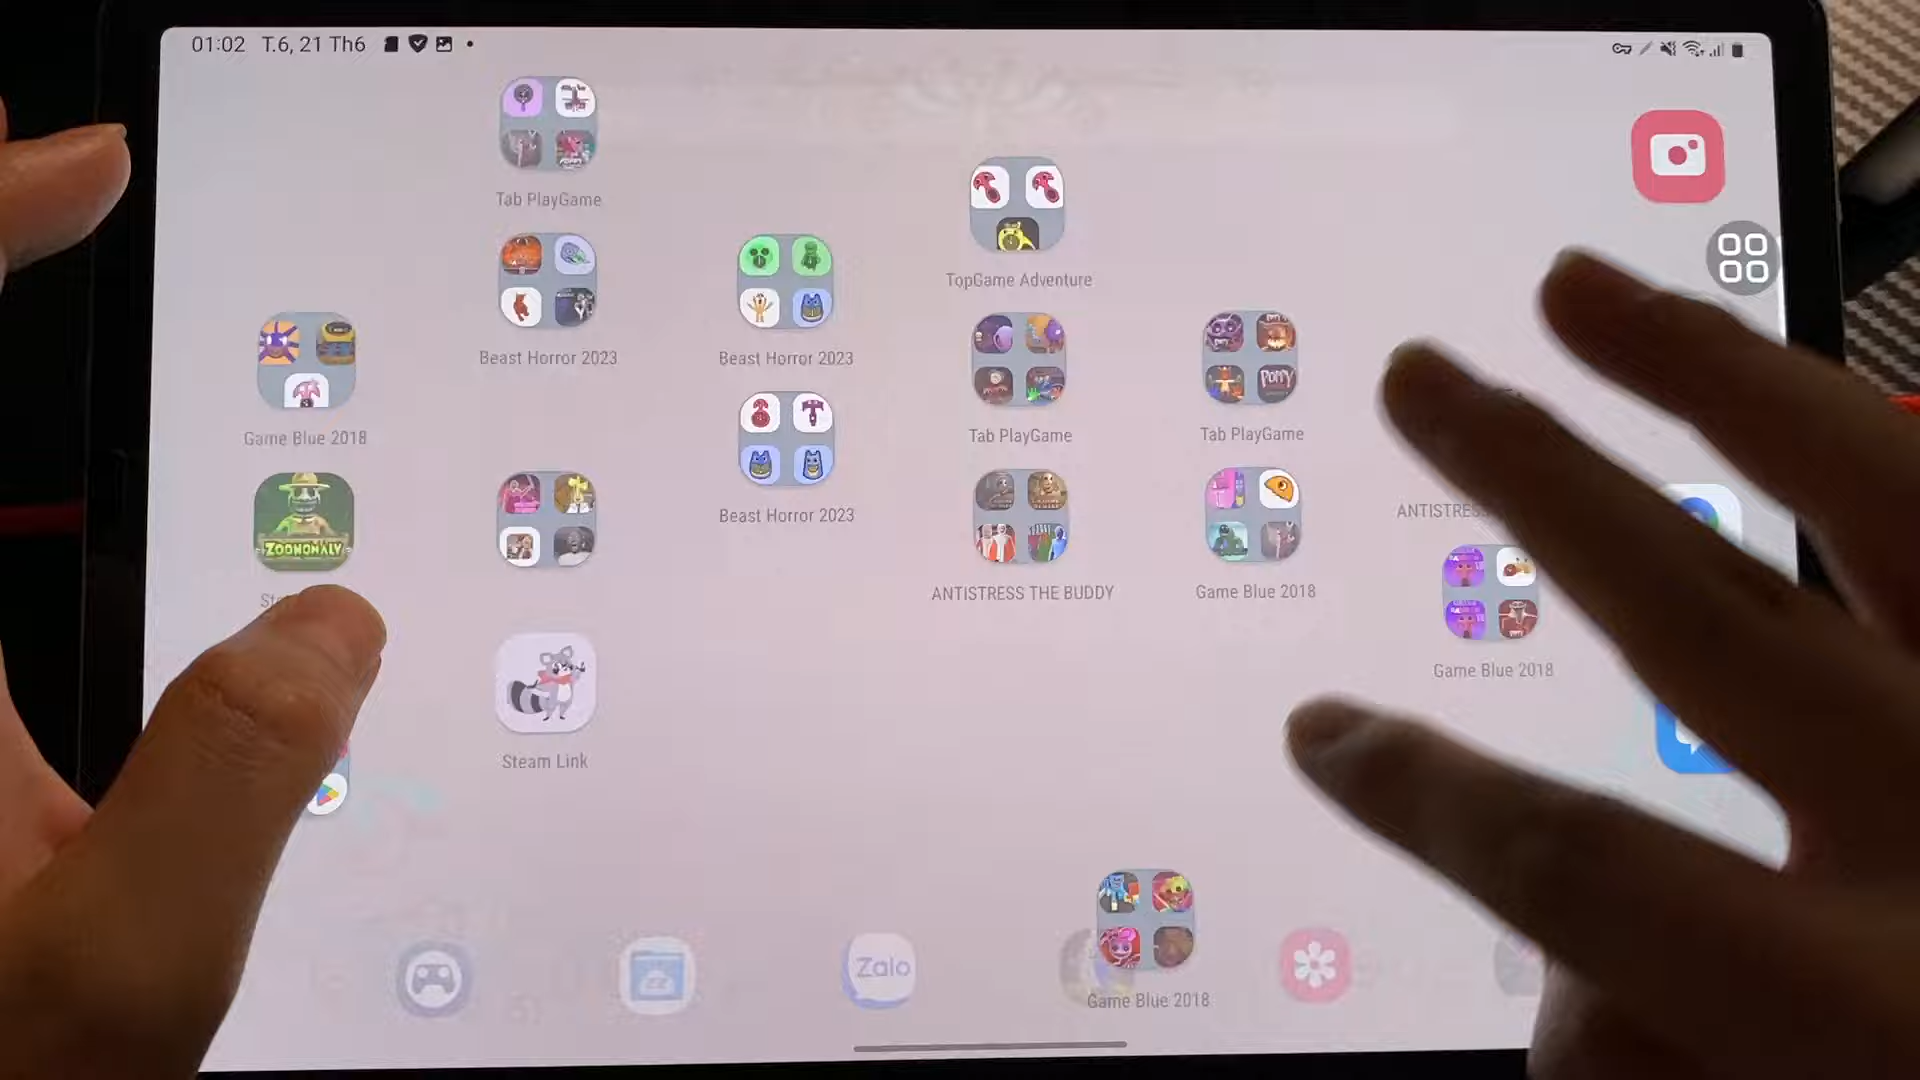 01:02 T.6, 21 Th6
Tab PlayGame
TopGame Adventure
Beast Horror 2023
Beast Horror 2023
Game Blue 2018
Tab PlayGame
Tab PlayGame
POPPY
ZOONOMALY
Beast Horror 2023
ANTISTRESS
ANTISTRESS THE BUDDY
Game Blue 2018
Game Blue 2018
Steam Link
Zalo
Game Blue 2018